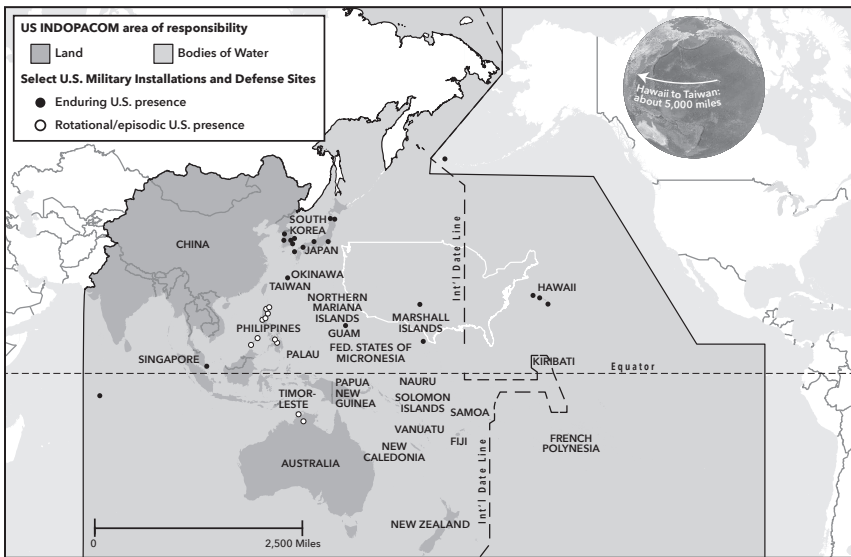 US INDOPACOM area of responsibility
Land
Bodies of Water
Select U.S. Military Installations and Defense Sites
Enduring U.S. presence
Rotational/episodic U.S. presence
Hawaii to Taiwan:
about 5,000 miles
SOUTH
KOREA
CHINA
JAPAN
Int'l Date Line
OKINAWA
TAIWAN
HAWAII
NORTHERN
MARIANA
ISLANDS
MARSHALL
ISLANDS
PHILIPPINES
GUAM
FED. STATES OF
MICRONESIA
PALAU
SINGAPORE
KIRIBATI
Equator
NAURU
PAPUA
NEW
GUINEA
TIMOR-
LESTE
SOLOMON
ISLANDS
SAMOA
VANUATU
FIJI
FRENCH
POLYNESIA
NEW
CALEDONIA
AUSTRALIA
Int'l Date Line
NEW ZEALAND
0
2,500 Miles